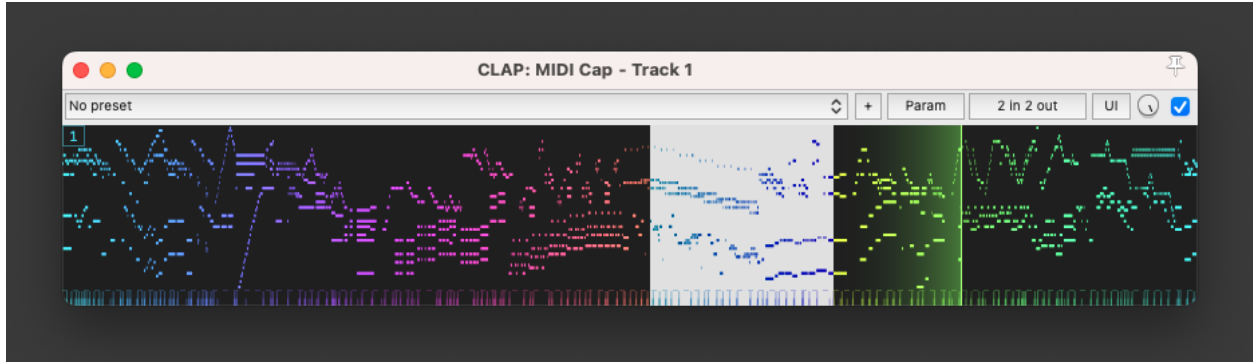 CLAP: MIDI Cap - Track 1
No preset + Param 2 in 2 out UI
1